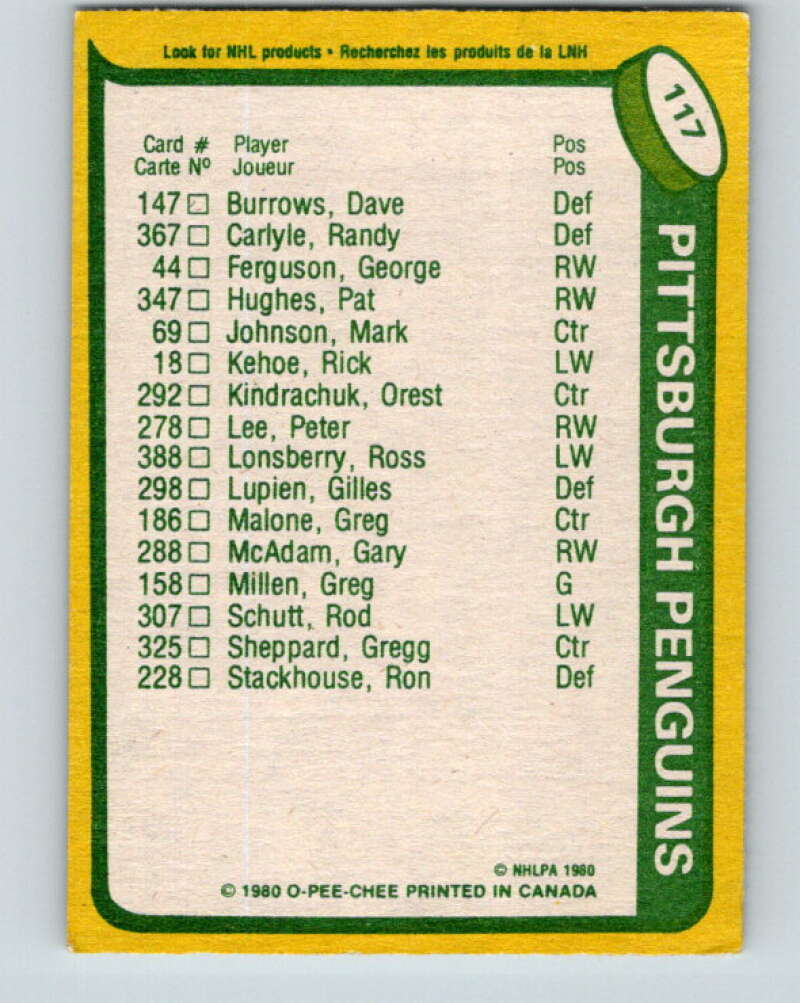 Look for NHL products • Recherchez les produits de la LNH
117
Card # Player Pos
Carte Nº Joueur Pos
147 □ Burrows, Dave Def
367 □ Carlyle, Randy Def
44 □ Ferguson, George RW
347 □ Hughes, Pat RW
69 □ Johnson, Mark Ctr
18 □ Kehoe, Rick LW
292 □ Kindrachuk, Orest Ctr
278 □ Lee, Peter RW
388 □ Lonsberry, Ross LW
298 □ Lupien, Gilles Def
186 □ Malone, Greg Ctr
288 □ McAdam, Gary RW
158 □ Millen, Greg G
307 □ Schutt, Rod LW
325 □ Sheppard, Gregg Ctr
228 □ Stackhouse, Ron Def
PITTSBURGH PENGUINS
© NHLPA 1980
© 1980 O-PEE-CHEE PRINTED IN CANADA